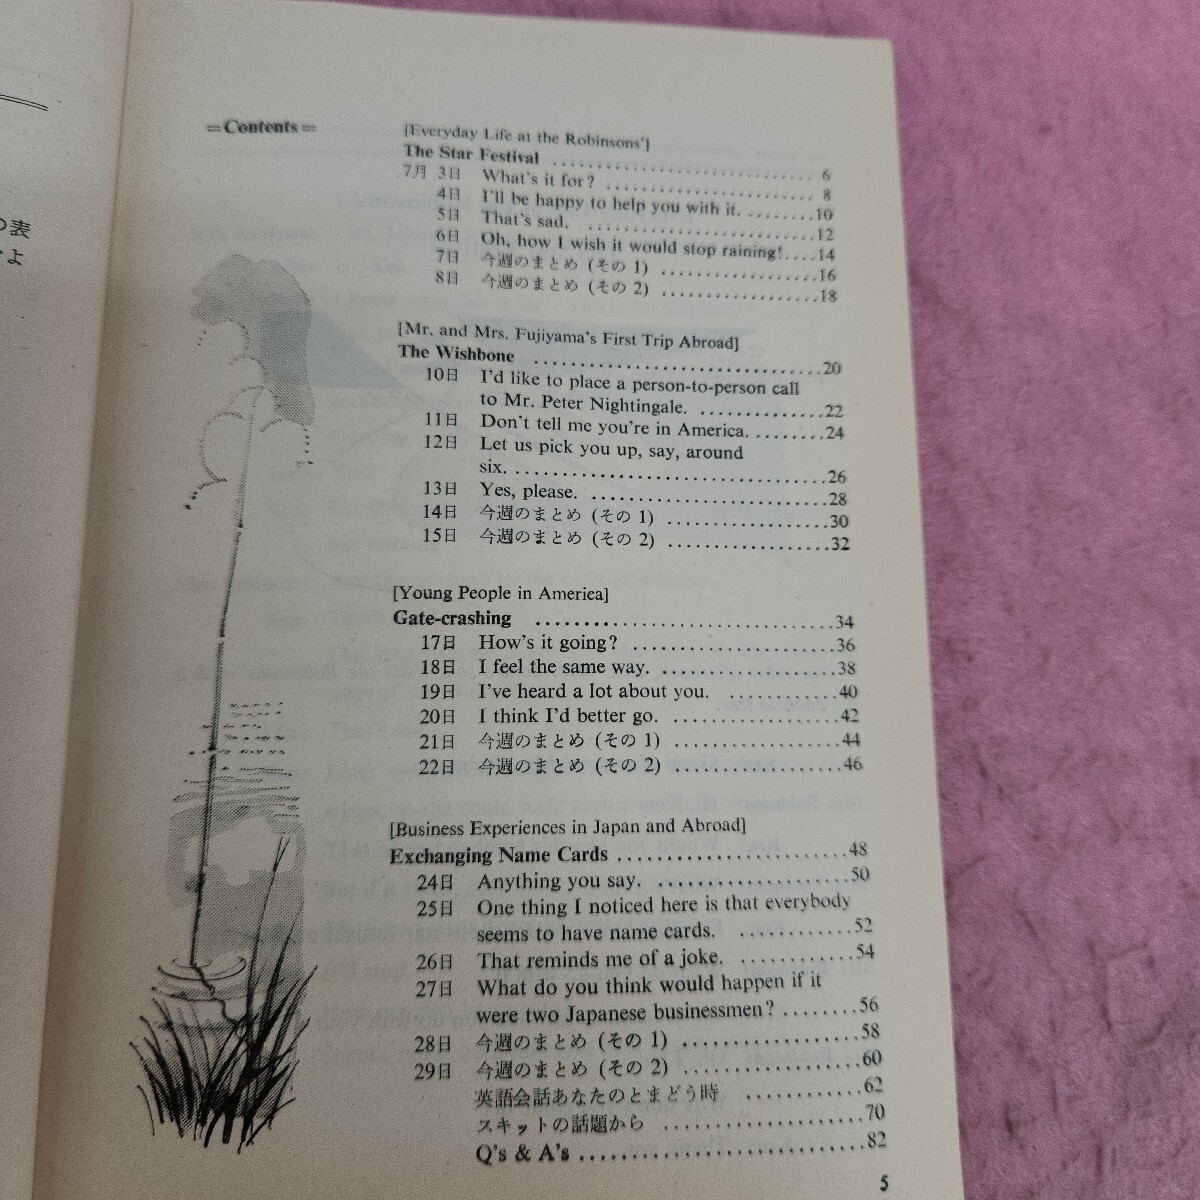 の表
よ
=Contents=
[Everyday Life at the Robinsons']
The Star Festival ..............................6
7月 3日 What's it for? ..........................8
4日 I'll be happy to help you with it. ........10
5日 That's sad. ..........................12
6日 Oh, how I wish it would stop raining!....14
7日 今週のまとめ (その 1) ..................16
8日 今週のまとめ (その 2) ..................18
[Mr. and Mrs. Fujiyama's First Trip Abroad]
The Wishbone ................................20
10日 I'd like to place a person-to-person call
to Mr. Peter Nightingale. ..............22
11日 Don't tell me you're in America. ........24
12日 Let us pick you up, say, around
six. ..................................26
13日 Yes, please. ..........................28
14日 今週のまとめ (その 1) ..................30
15日 今週のまとめ (その 2) ..................32
[Young People in America]
Gate-crashing ................................34
17日 How's it going? ......................36
18日 I feel the same way. ..................38
19日 I've heard a lot about you. ............40
20日 I think I'd better go. ..................42
21日 今週のまとめ (その 1) ..................44
22日 今週のまとめ (その 2) ..................46
[Business Experiences in Japan and Abroad]
Exchanging Name Cards ........................48
24日 Anything you say. ....................50
25日 One thing I noticed here is that everybody
seems to have name cards. ............52
26日 That reminds me of a joke. ............54
27日 What do you think would happen if it
were two Japanese businessmen? ........56
28日 今週のまとめ (その 1) ..................58
29日 今週のまとめ (その 2) ..................60
英語会話あなたのとまどう時 ............62
スキットの話題から ....................70
Q's & A's ..............................82
5